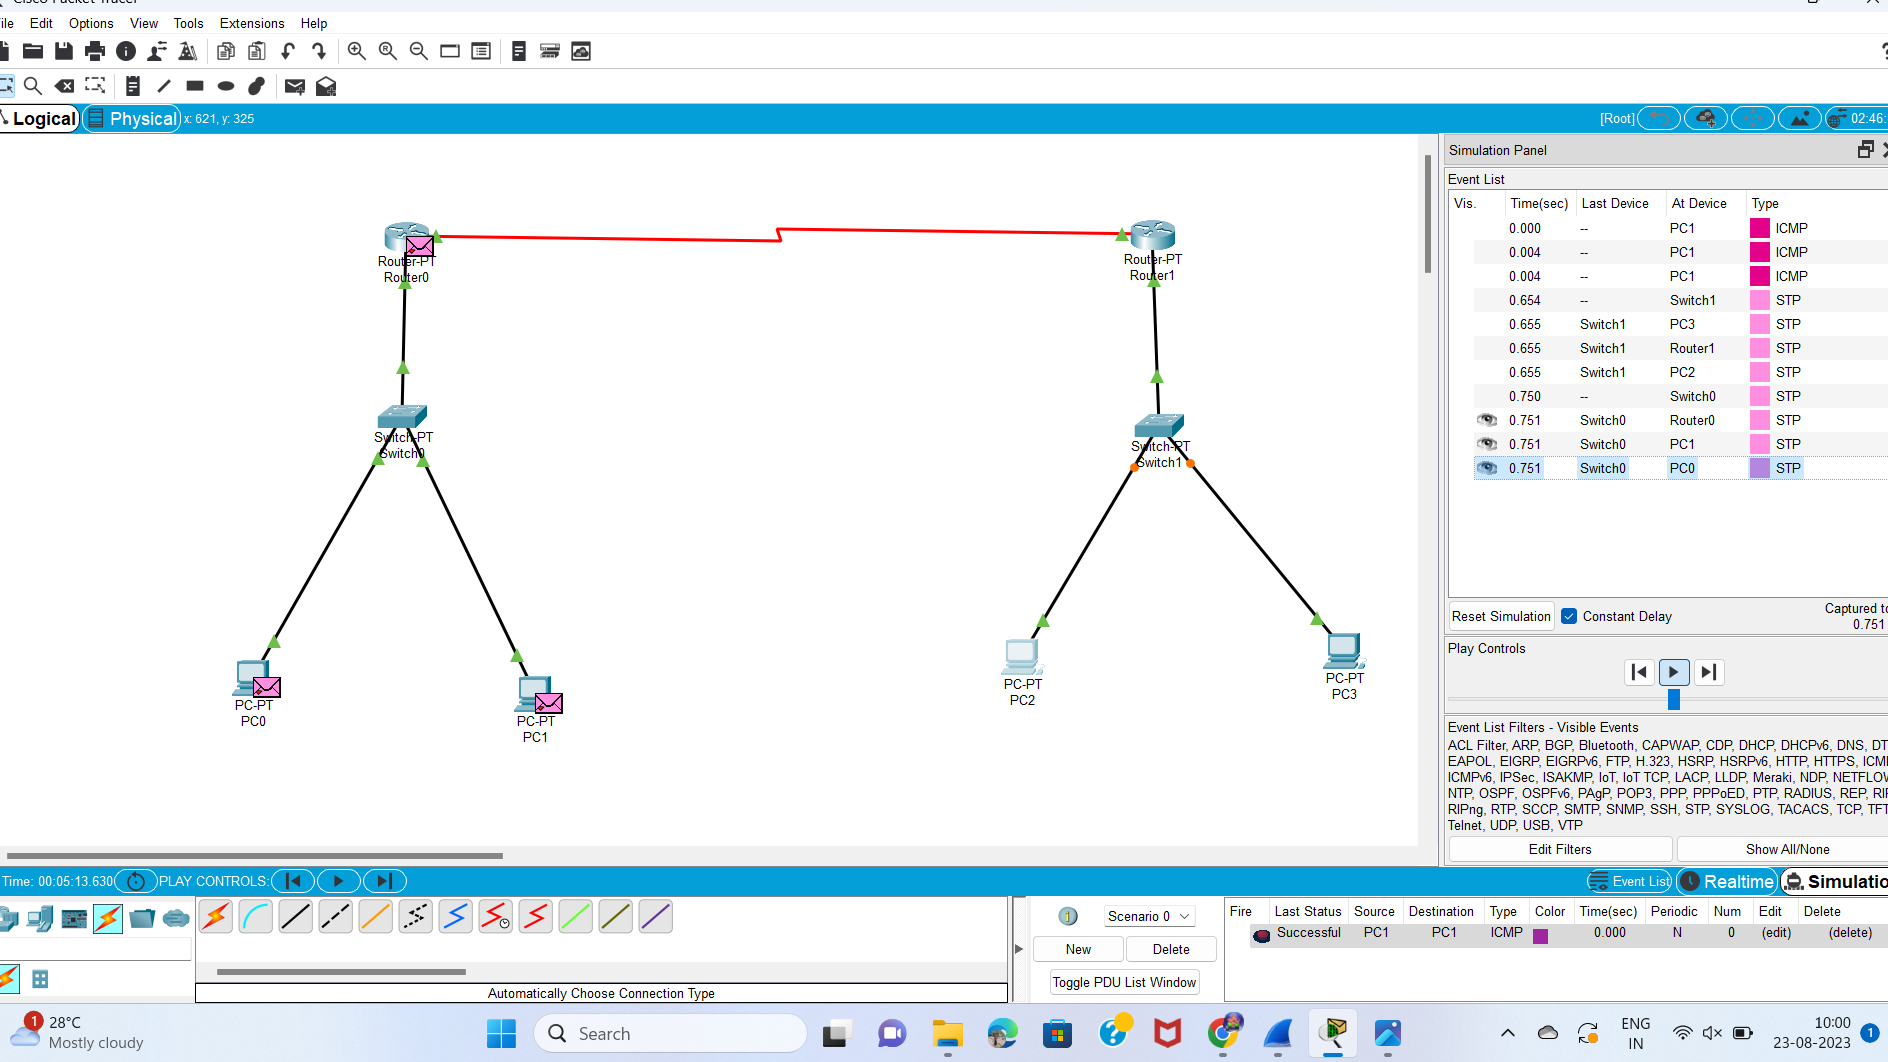 Cisco Packet Tracer
ile Edit Options View Tools Extensions Help
Logical Physical x: 621, y: 325 [Root] 02:46:
Simulation Panel
Event List
Vis. Time(sec) Last Device At Device Type
0.000 -- PC1 ICMP
0.004 -- PC1 ICMP
0.004 -- PC1 ICMP
0.654 -- Switch1 STP
0.655 Switch1 PC3 STP
0.655 Switch1 Router1 STP
0.655 Switch1 PC2 STP
0.750 -- Switch0 STP
0.751 Switch0 Router0 STP
0.751 Switch0 PC1 STP
0.751 Switch0 PC0 STP
Router-PT
Router0
Router-PT
Router1
Switch-PT
Switch0
Switch-PT
Switch1
PC-PT
PC0
PC-PT
PC1
PC-PT
PC2
PC-PT
PC3
Reset Simulation Constant Delay Captured to
0.751
Play Controls
Event List Filters - Visible Events
ACL Filter, ARP, BGP, Bluetooth, CAPWAP, CDP, DHCP, DHCPv6, DNS, DT
EAPOL, EIGRP, EIGRPv6, FTP, H.323, HSRP, HSRPv6, HTTP, HTTPS, ICM
ICMPv6, IPSec, ISAKMP, IoT, IoT TCP, LACP, LLDP, Meraki, NDP, NETFLOW
NTP, OSPF, OSPFv6, PAgP, POP3, PPP, PPPoED, PTP, RADIUS, REP, RI
RIPng, RTP, SCCP, SMTP, SNMP, SSH, STP, SYSLOG, TACACS, TCP, TFT
Telnet, UDP, USB, VTP
Edit Filters Show All/None
Time: 00:05:13.630 PLAY CONTROLS: Event List Realtime Simulatio
1 Scenario 0
New Delete
Toggle PDU List Window
Fire Last Status Source Destination Type Color Time(sec) Periodic Num Edit Delete
Successful PC1 PC1 ICMP 0.000 N 0 (edit) (delete)
Automatically Choose Connection Type
1 28°C
Mostly cloudy
Search
ENG
IN
10:00
23-08-2023
1